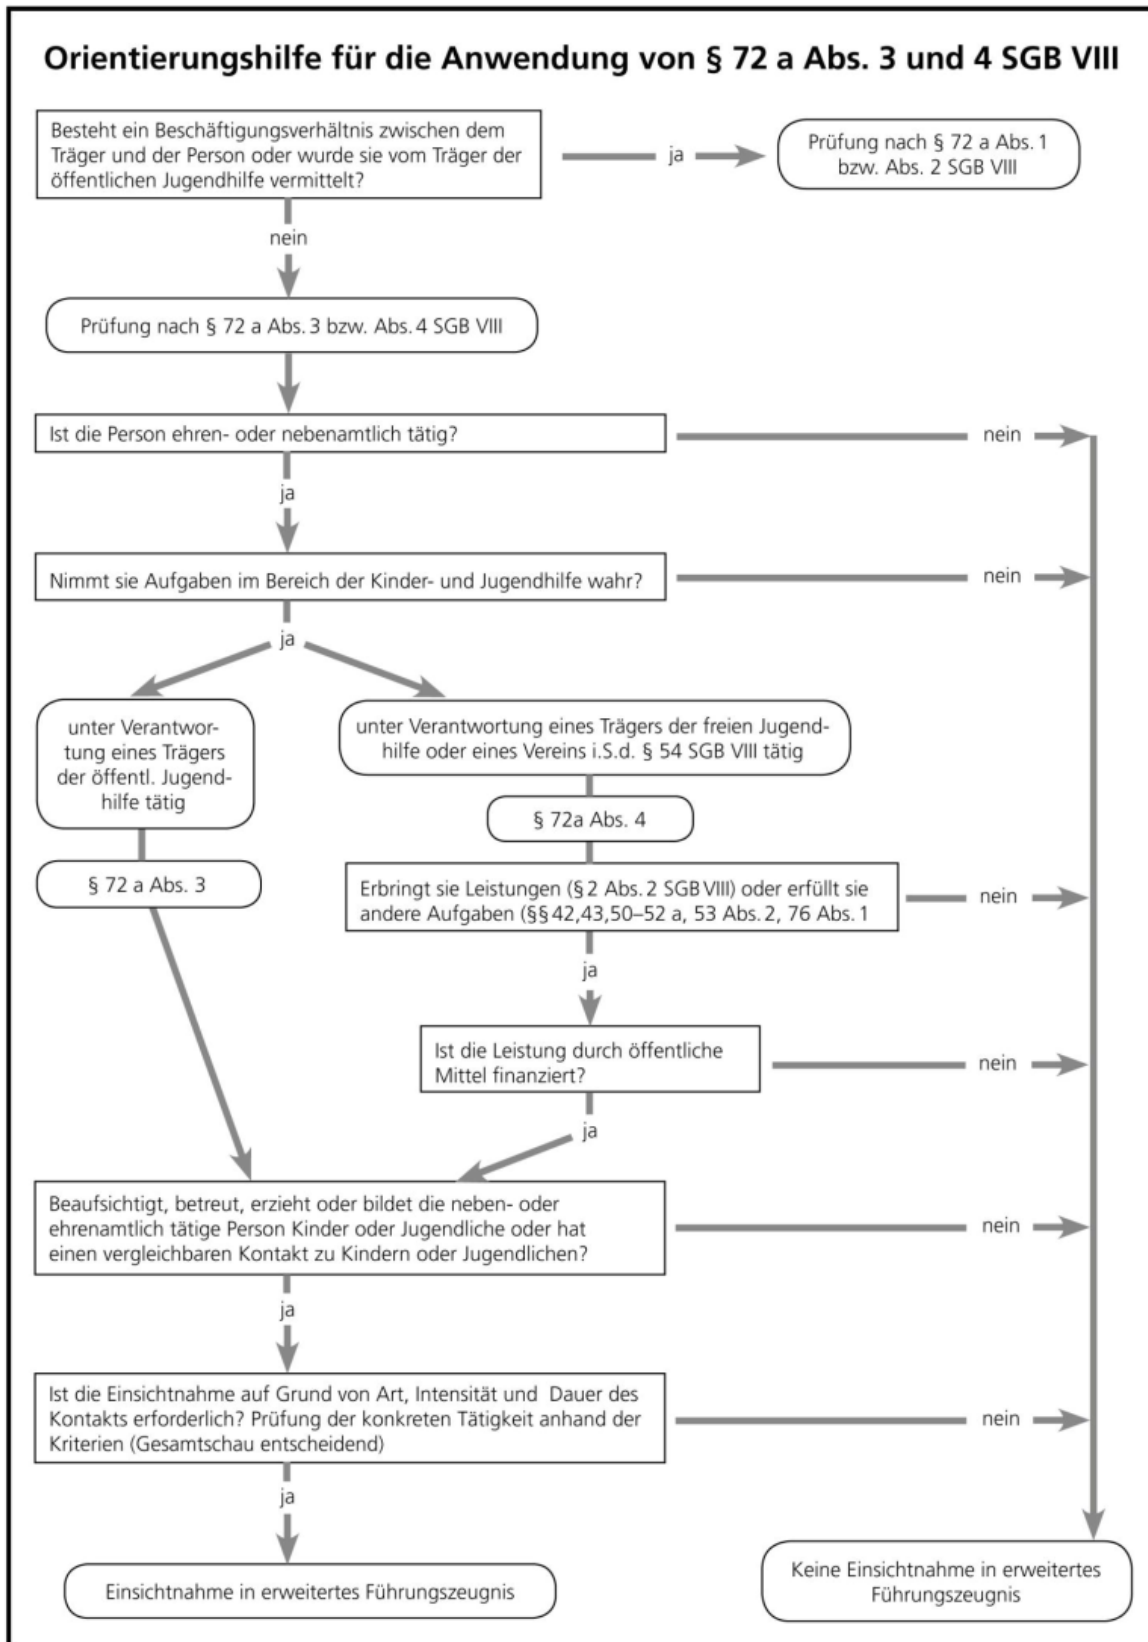 Orientierungshilfe für die Anwendung von § 72 a Abs. 3 und 4 SGB VIII
Besteht ein Beschäftigungsverhältnis zwischen dem
Träger und der Person oder wurde sie vom Träger der
öffentlichen Jugendhilfe vermittelt?
ja
Prüfung nach § 72 a Abs. 1
bzw. Abs. 2 SGB VIII
nein
Prüfung nach § 72 a Abs. 3 bzw. Abs. 4 SGB VIII
Ist die Person ehren- oder nebenamtlich tätig?
nein
ja
Nimmt sie Aufgaben im Bereich der Kinder- und Jugendhilfe wahr?
nein
ja
unter Verantwor-
tung eines Trägers
der öffentl. Jugend-
hilfe tätig
unter Verantwortung eines Trägers der freien Jugend-
hilfe oder eines Vereins i.S.d. § 54 SGB VIII tätig
§ 72a Abs. 4
§ 72 a Abs. 3
Erbringt sie Leistungen (§ 2 Abs. 2 SGB VIII) oder erfüllt sie
andere Aufgaben (§§ 42,43,50–52 a, 53 Abs. 2, 76 Abs. 1
nein
ja
Ist die Leistung durch öffentliche
Mittel finanziert?
nein
ja
Beaufsichtigt, betreut, erzieht oder bildet die neben- oder
ehrenamtlich tätige Person Kinder oder Jugendliche oder hat
einen vergleichbaren Kontakt zu Kindern oder Jugendlichen?
nein
ja
Ist die Einsichtnahme auf Grund von Art, Intensität und Dauer des
Kontakts erforderlich? Prüfung der konkreten Tätigkeit anhand der
Kriterien (Gesamtschau entscheidend)
nein
ja
Einsichtnahme in erweitertes Führungszeugnis
Keine Einsichtnahme in erweitertes
Führungszeugnis